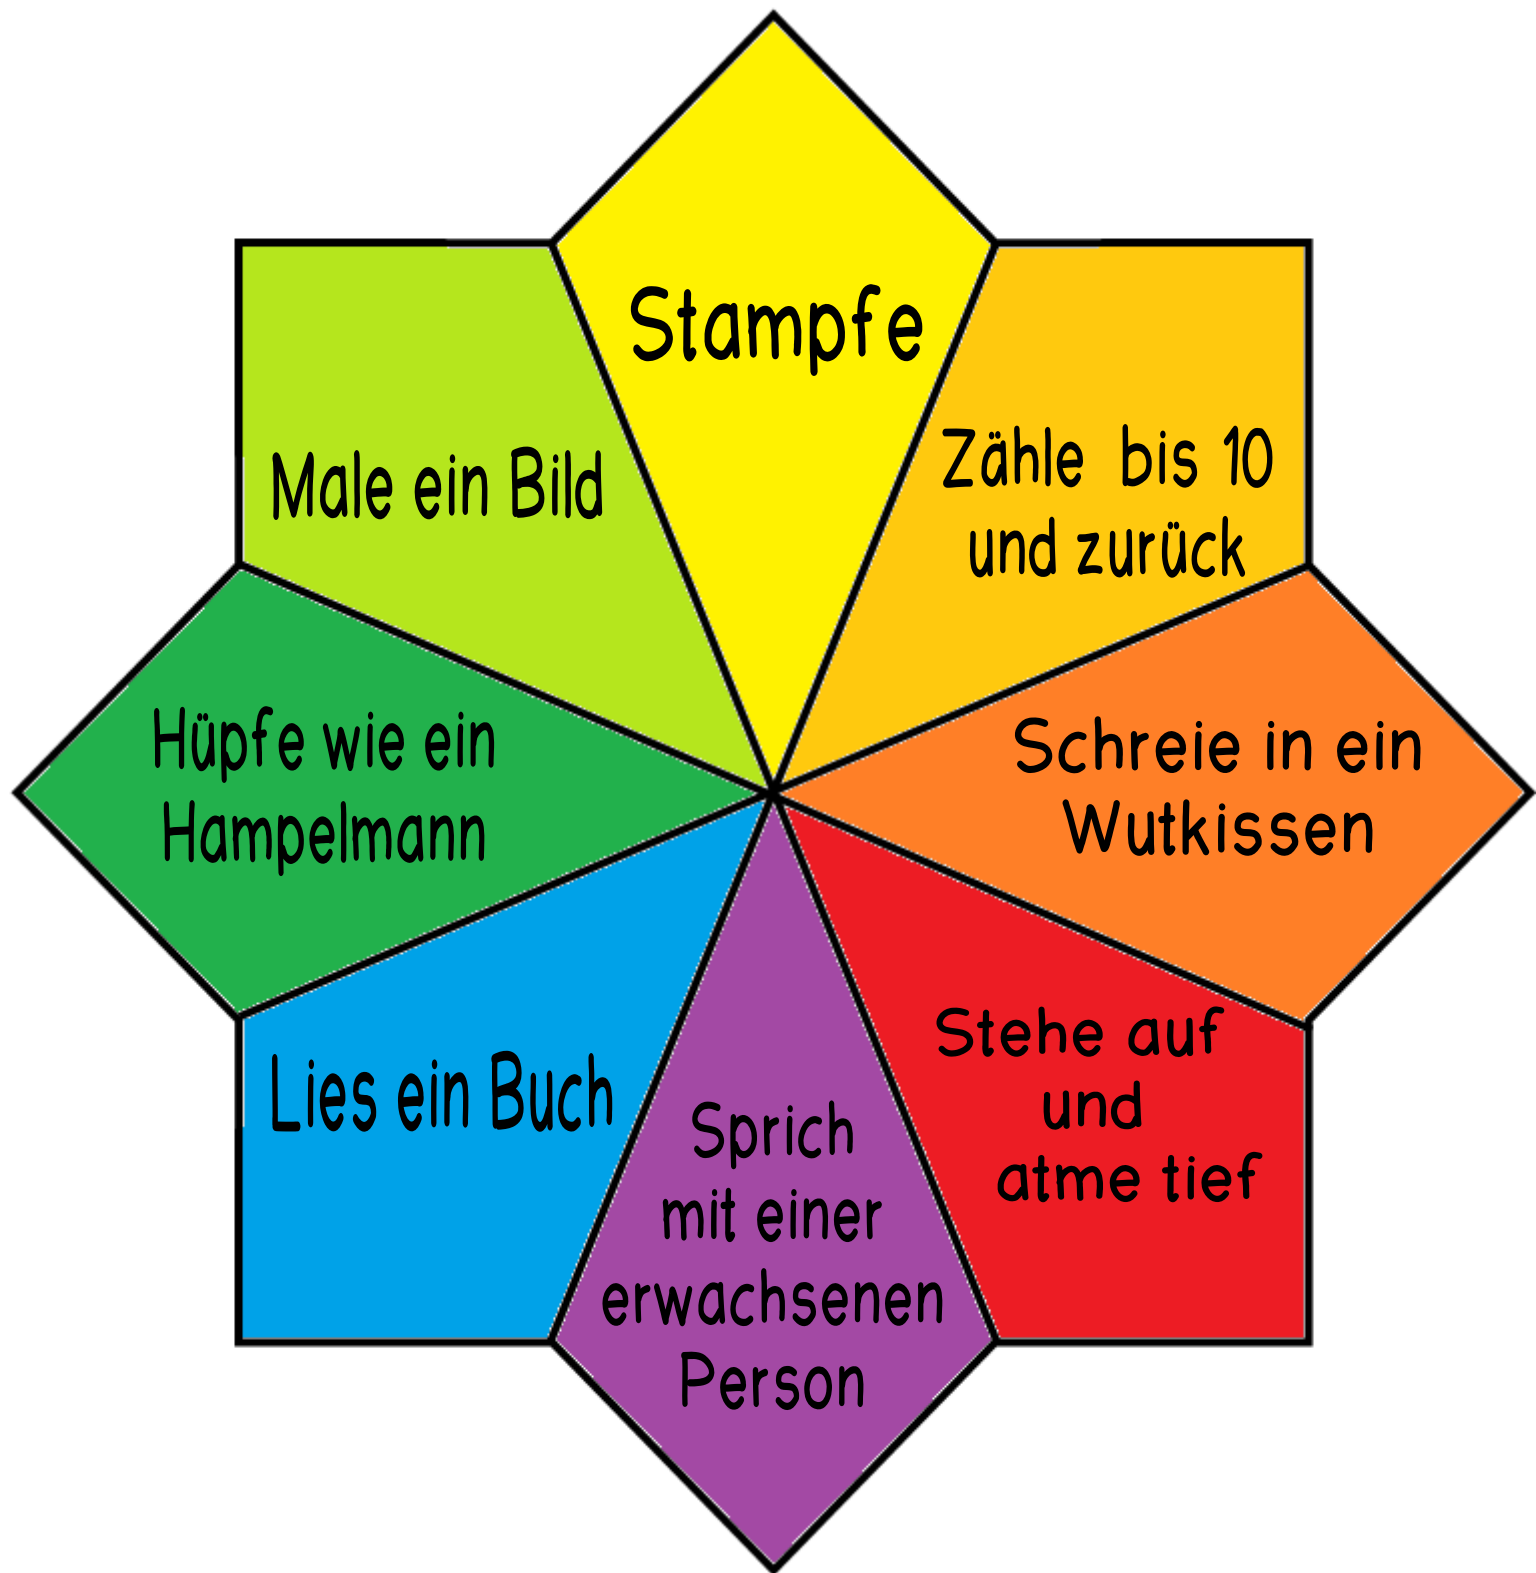 Stampfe
Zähle bis 10
und zurück
Schreie in ein
Wutkissen
Stehe auf
und
atme tief
Sprich
mit einer
erwachsenen
Person
Lies ein Buch
Hüpfe wie ein
Hampelmann
Male ein Bild